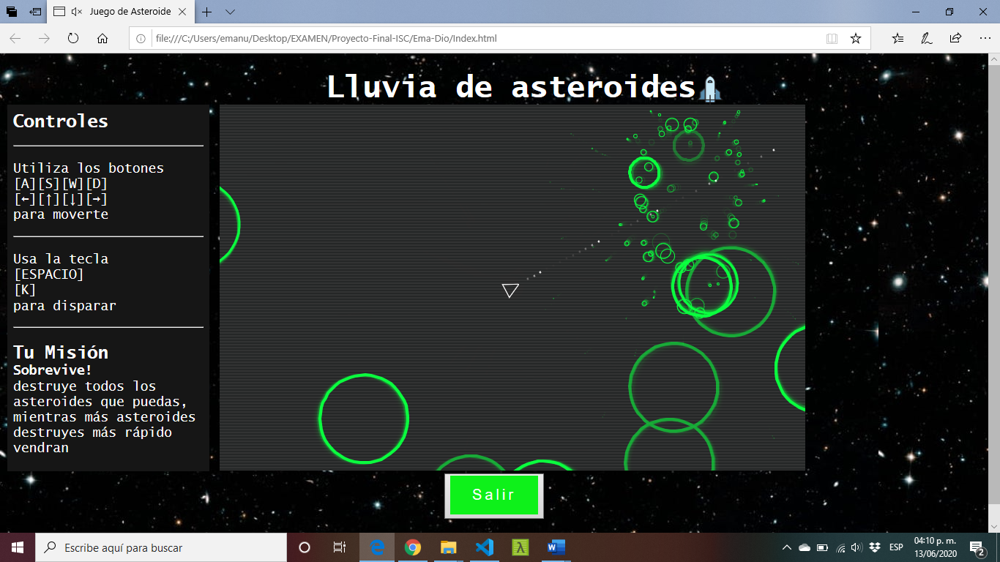 Juego de Asteroide
file:///C:/Users/emanu/Desktop/EXAMEN/Proyecto-Final-ISC/Ema-Dio/Index.html
Lluvia de asteroides
Controles
Utiliza los botones
[A][S][W][D]
[←][↑][↓][→]
para moverte
Usa la tecla
[ESPACIO]
[K]
para disparar
Tu Misión
Sobrevive!
destruye todos los
asteroides que puedas,
mientras más asteroides
destruyes más rápido
vendran
Salir
Escribe aquí para buscar
ESP
04:10 p. m.
13/06/2020
2